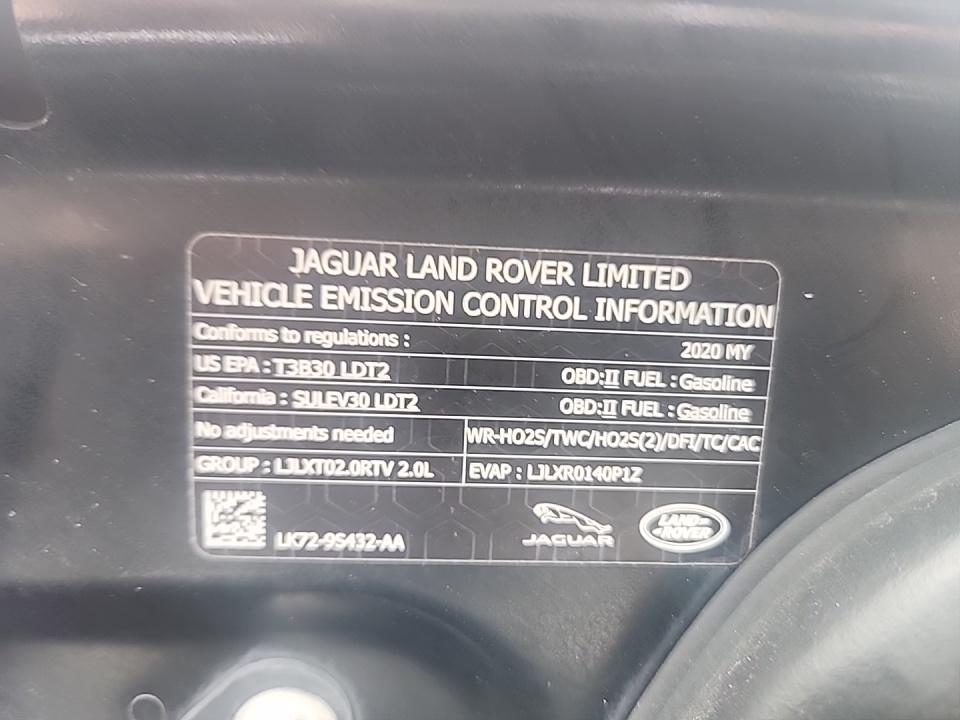 JAGUAR LAND ROVER LIMITED
VEHICLE EMISSION CONTROL INFORMATION
Conforms to regulations : 2020 MY
US EPA : T3B30 LDT2 OBD:II FUEL : Gasoline
California : SULEV30 LDT2 OBD:II FUEL : Gasoline
No adjustments needed WR-HO2S/TWC/HO2S(2)/DFI/TC/CAC
GROUP : LJLXT02.0RTV 2.0L EVAP : LJLXR0140P1Z
LK72-9S432-AA JAGUAR LAND ROVER